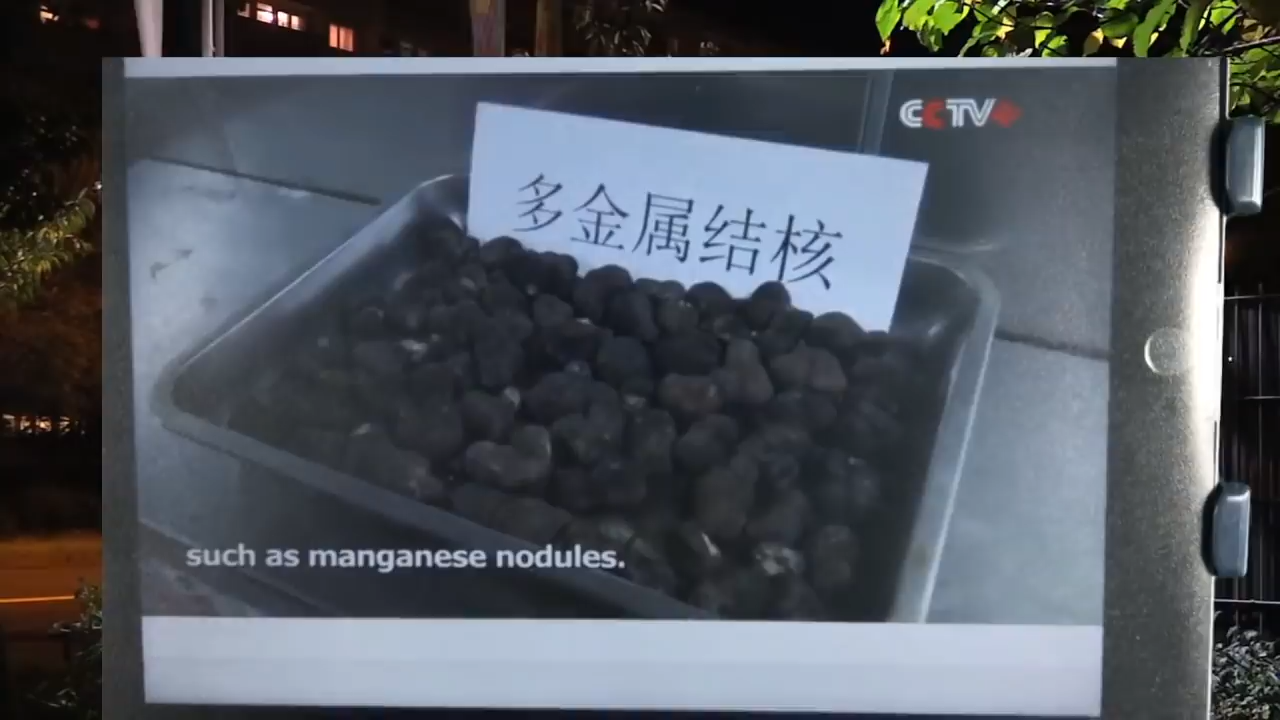 CCTV+
多金属结核
such as manganese nodules.